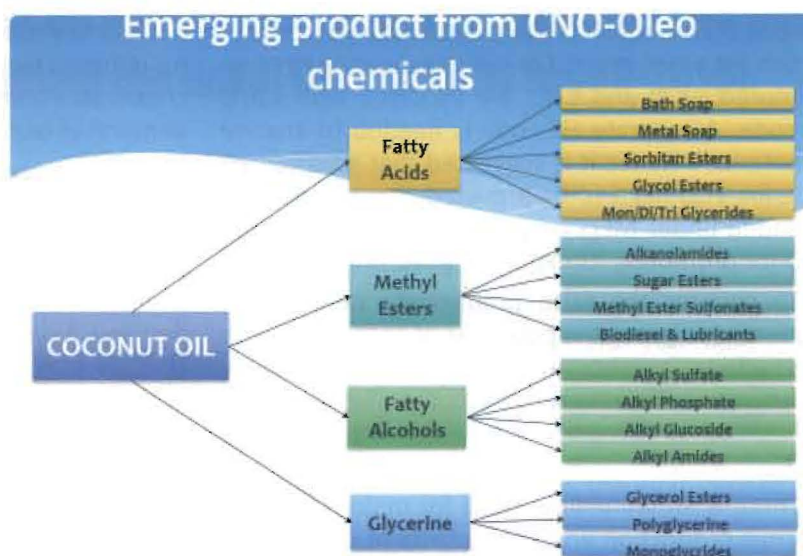 Emerging product from CNO-Oleo
chemicals
Fatty
Acids
Bath Soap
Metal Soap
Sorbitan Esters
Glycol Esters
Mon/Di/Tri Glycerides
Methyl
Esters
Alkanolamides
Sugar Esters
Methyl Ester Sulfonates
Biodiesel & Lubricants
COCONUT OIL
Fatty
Alcohols
Alkyl Sulfate
Alkyl Phosphate
Alkyl Glucoside
Alkyl Amides
Glycerine
Glycerol Esters
Polyglycerine
Monoglycrides